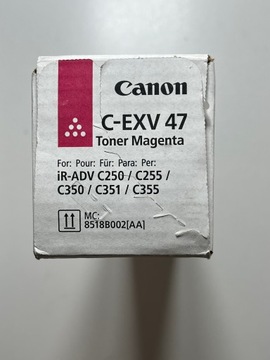 Canon
C-EXV 47
Toner Magenta
For: Pour: Für: Para: Per:
iR-ADV C250 / C255 /
C350 / C351 / C355
MC:
8518B002[AA]